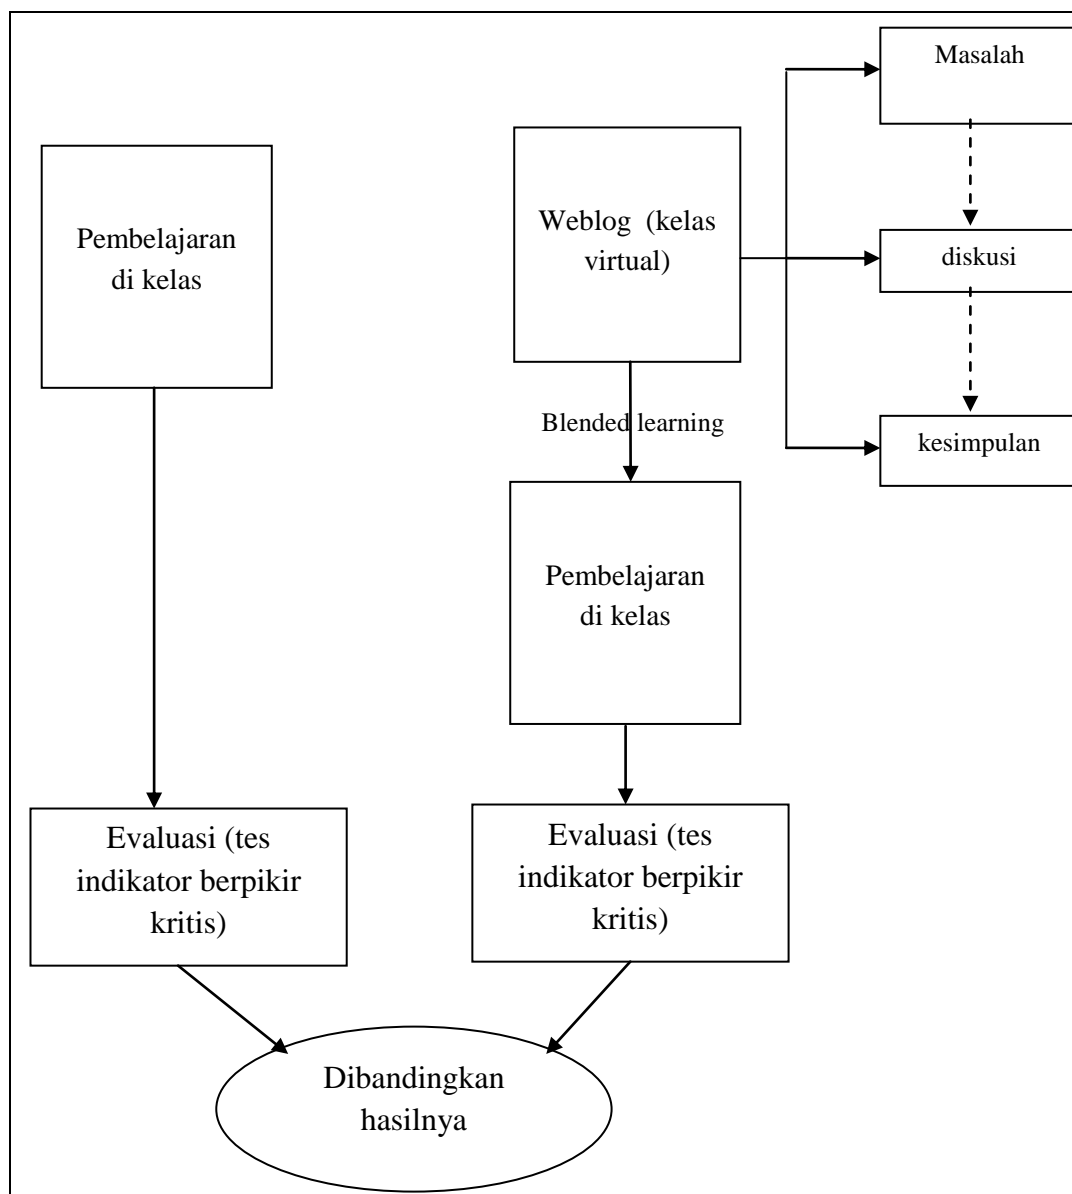 Masalah
Pembelajaran
di kelas
Weblog  (kelas
virtual)
diskusi
Blended learning
kesimpulan
Pembelajaran
di kelas
Evaluasi (tes
indikator berpikir
kritis)
Evaluasi (tes
indikator berpikir
kritis)
Dibandingkan
hasilnya